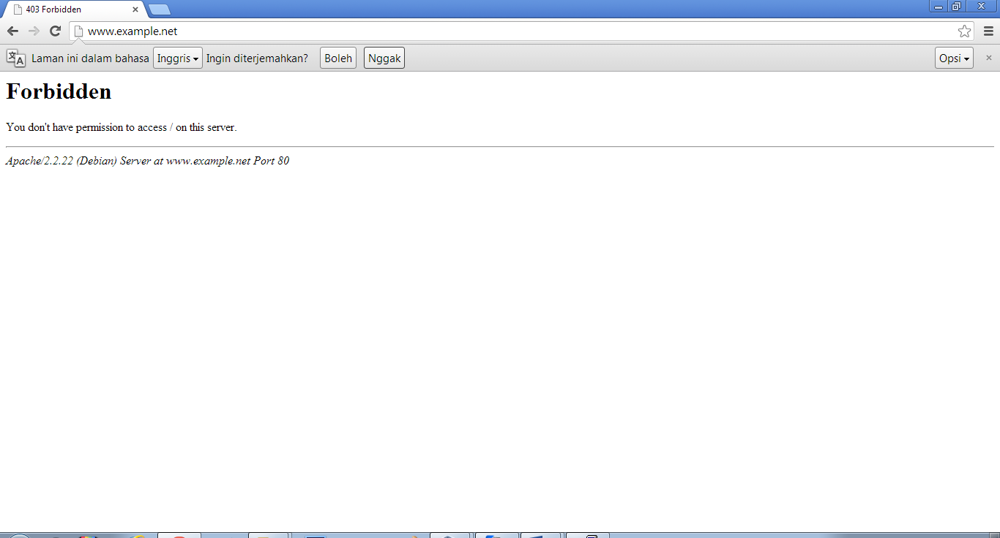 403 Forbidden
www.example.net
Laman ini dalam bahasa Inggris Ingin diterjemahkan? Boleh Nggak Opsi
Forbidden
You don't have permission to access / on this server.
Apache/2.2.22 (Debian) Server at www.example.net Port 80